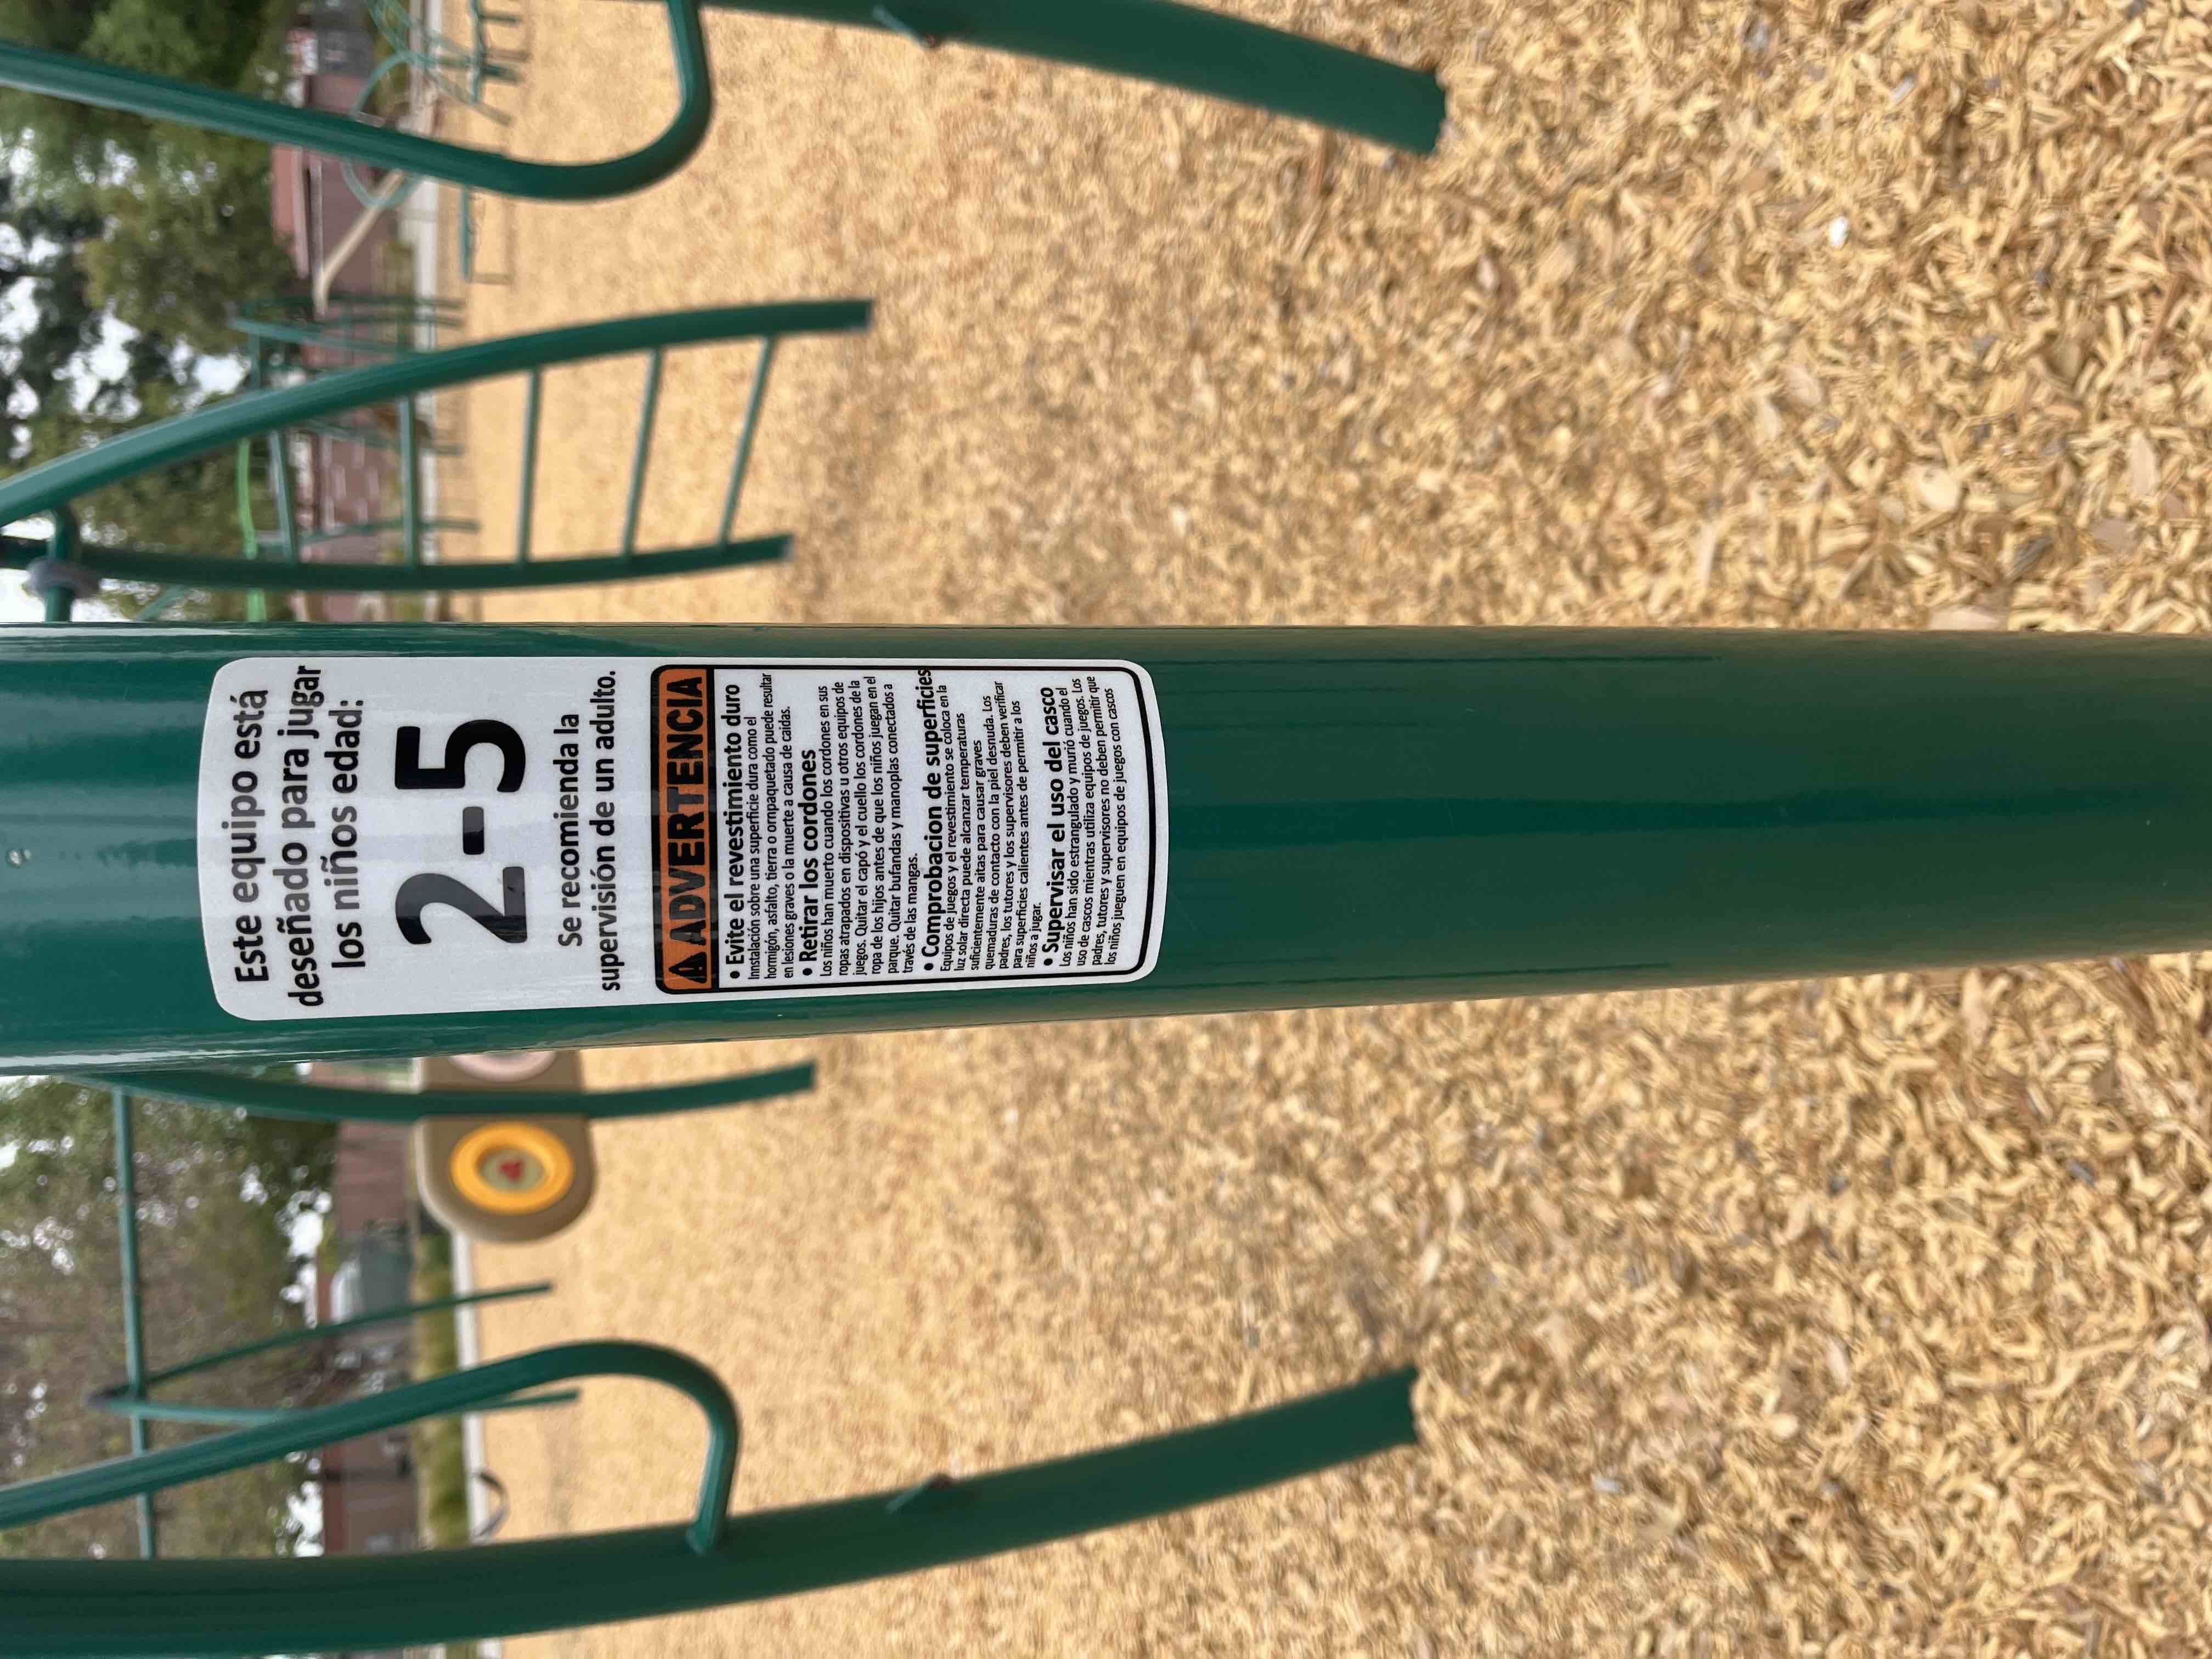 Este equipo está
deseñado para jugar
los niños edad:
2-5
Se recomienda la
supervisión de un adulto.
ADVERTENCIA
• Evite el revestimiento duro
Innstalación sobre una superficie dura como el
hormigón, asfalto, tierra o ompaquetado puede resultar
en lesiones graves o la muerte a causa de caídas.
• Retirar los cordones
Los niños han muerto cuando los cordones en sus
ropas atrapados en dispositivas u otros equipos de
juegos. Quitar el capó y el cuello los cordones de la
ropa de los hijos antes de que los niños juegan en el
parque. Quitar bufandas y manoplas conectados a
través de las mangas.
• Comprobacion de superficies
Equipos de juegos y el reevestimiento se coloca en la
luz solar directa puede alcanzar temperaturas
suficientemente altas para causar graves
quemaduras de contacto con la piel desnuda. Los
padres, los tutores y los supervisores deben verificar
para superficies calientes antes de permitir a los
niños a jugar.
• Supervisar el uso del casco
Los niños han sido estrangulado y murió cuando el
uso de cascos mientras utiliza equipos de juegos. Los
padres, tutores y supervisores no deben permitir que
los niños jueguen en equipos de juegos con cascos